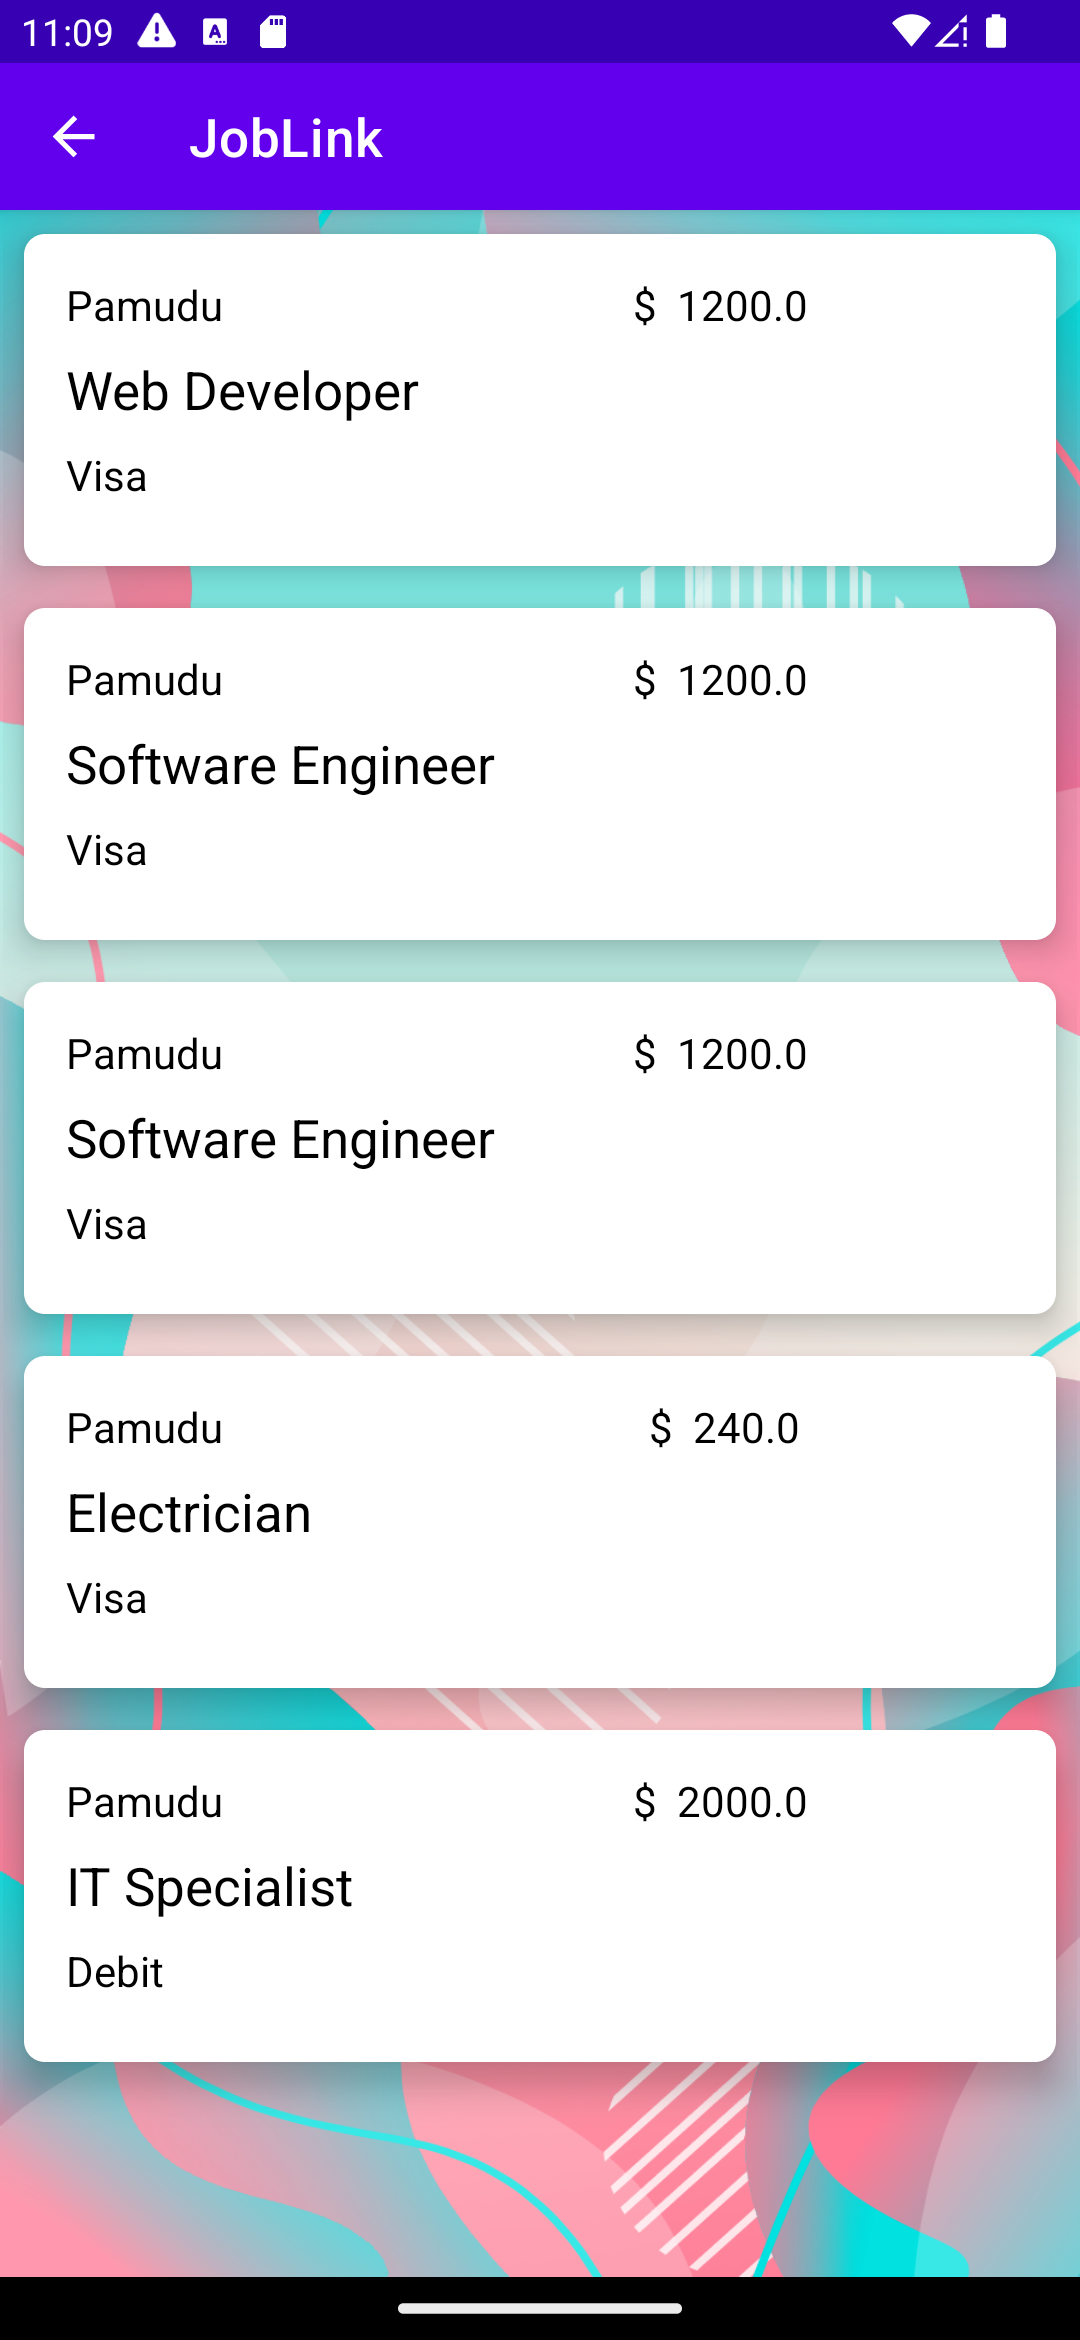 11:09
JobLink
Pamudu $ 1200.0
Web Developer
Visa
Pamudu $ 1200.0
Software Engineer
Visa
Pamudu $ 1200.0
Software Engineer
Visa
Pamudu $ 240.0
Electrician
Visa
Pamudu $ 2000.0
IT Specialist
Debit